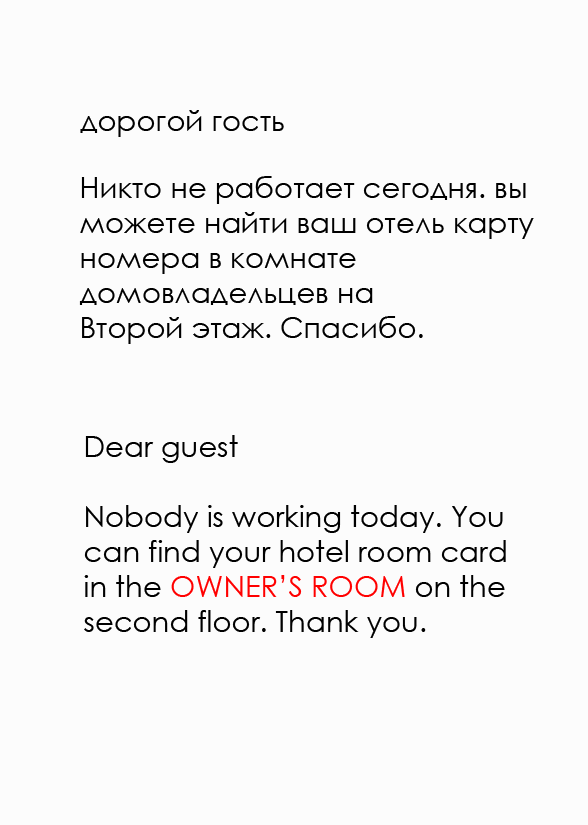 дорогой гость
Никто не работает сегодня. вы
можете найти ваш отель карту
номера в комнате
домовладельцев на
Второй этаж. Спасибо.
Dear guest
Nobody is working today. You
can find your hotel room card
in the OWNER’S ROOM on the
second floor. Thank you.